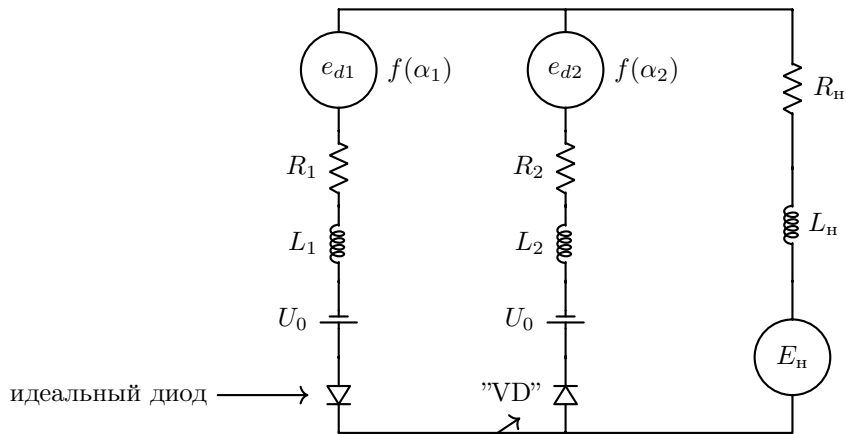 e_{d1} f(α_1) e_{d2} f(α_2)
R_н
R_1 R_2
L_1 L_2 L_н
U_0 U_0
E_н
идеальный диод ”VD”